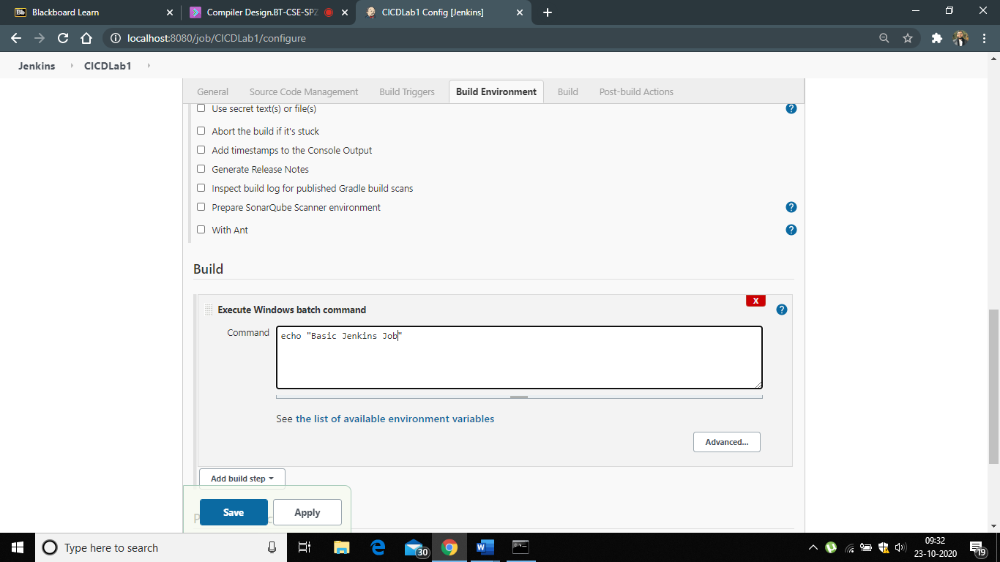 Bb Blackboard Learn
Compiler Design.BT-CSE-SPZ
CICDLab1 Config [Jenkins]
localhost:8080/job/CICDLab1/configure
Jenkins CICDLab1
General Source Code Management Build Triggers Build Environment Build Post-build Actions
Use secret text(s) or file(s) ?
Abort the build if it's stuck
Add timestamps to the Console Output
Generate Release Notes
Inspect build log for published Gradle build scans
Prepare SonarQube Scanner environment ?
With Ant ?
Build
X
Execute Windows batch command ?
Command echo "Basic Jenkins Job"
See the list of available environment variables
Advanced...
Add build step
Save Apply
Type here to search
30
09:32
23-10-2020
19